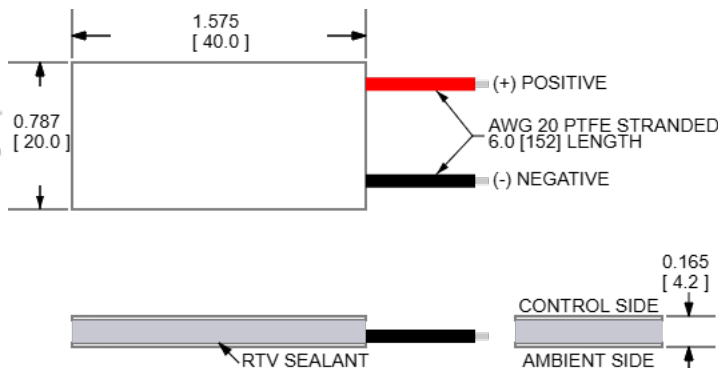 1.575
[ 40.0 ]
(+) POSITIVE
0.787
[ 20.0 ]
AWG 20 PTFE STRANDED
6.0 [152] LENGTH
(-) NEGATIVE
0.165
[ 4.2 ]
CONTROL SIDE
RTV SEALANT
AMBIENT SIDE